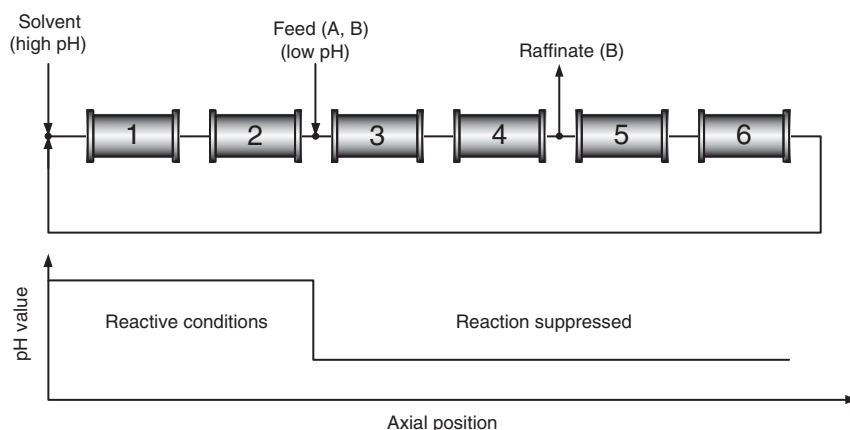 Solvent
(high pH)
Feed (A, B)
(low pH)
Raffinate (B)
1
2
3
4
5
6
pH value
Reactive conditions
Reaction suppressed
Axial position